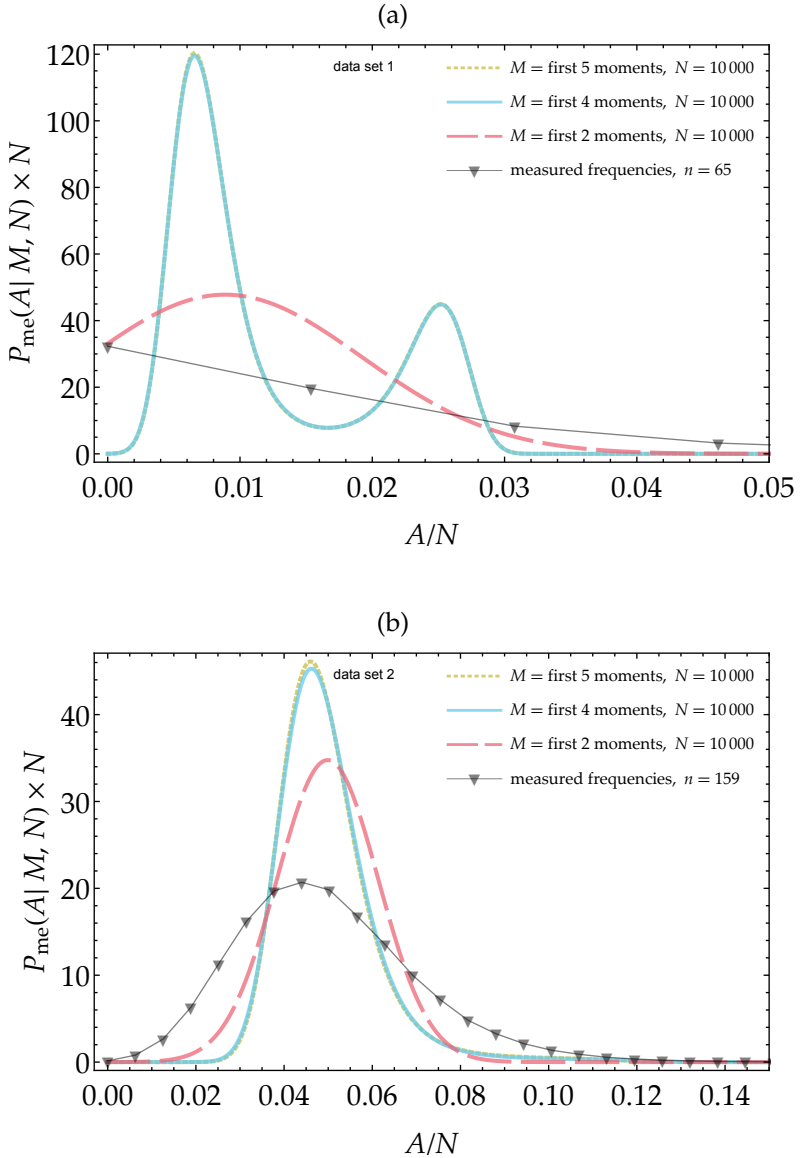 (a)
data set 1
M = first 5 moments, N = 10 000
M = first 4 moments, N = 10 000
M = first 2 moments, N = 10 000
measured frequencies, n = 65
P_me(A| M, N) × N
120
100
80
60
40
20
0
0.00 0.01 0.02 0.03 0.04 0.05
A/N
(b)
data set 2
M = first 5 moments, N = 10 000
M = first 4 moments, N = 10 000
M = first 2 moments, N = 10 000
measured frequencies, n = 159
P_me(A| M, N) × N
40
30
20
10
0
0.00 0.02 0.04 0.06 0.08 0.10 0.12 0.14
A/N